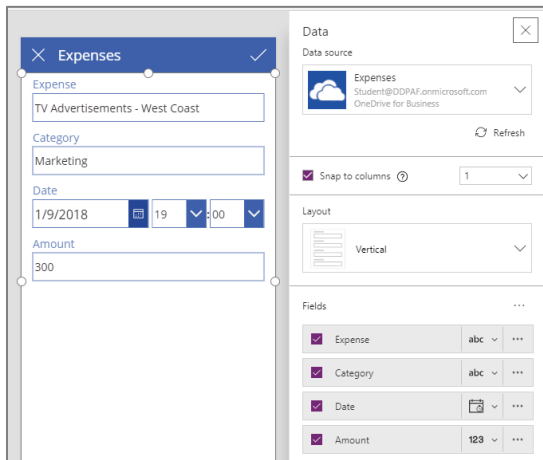 Expenses
Expense
TV Advertisements - West Coast
Category
Marketing
Date
1/9/2018 19 : 00
Amount
300
Data
Data source
Expenses
Student@DDPAF.onmicrosoft.com
OneDrive for Business
Refresh
Snap to columns ? 1
Layout
Vertical
Fields ...
Expense abc ...
Category abc ...
Date ...
Amount 123 ...